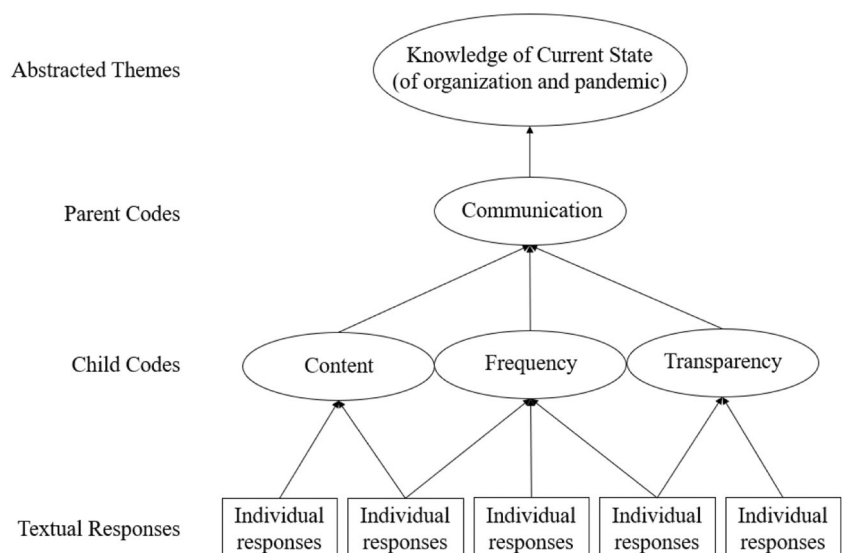 Abstracted Themes
Knowledge of Current State
(of organization and pandemic)
Parent Codes
Communication
Child Codes
Content
Frequency
Transparency
Textual Responses
Individual
responses
Individual
responses
Individual
responses
Individual
responses
Individual
responses